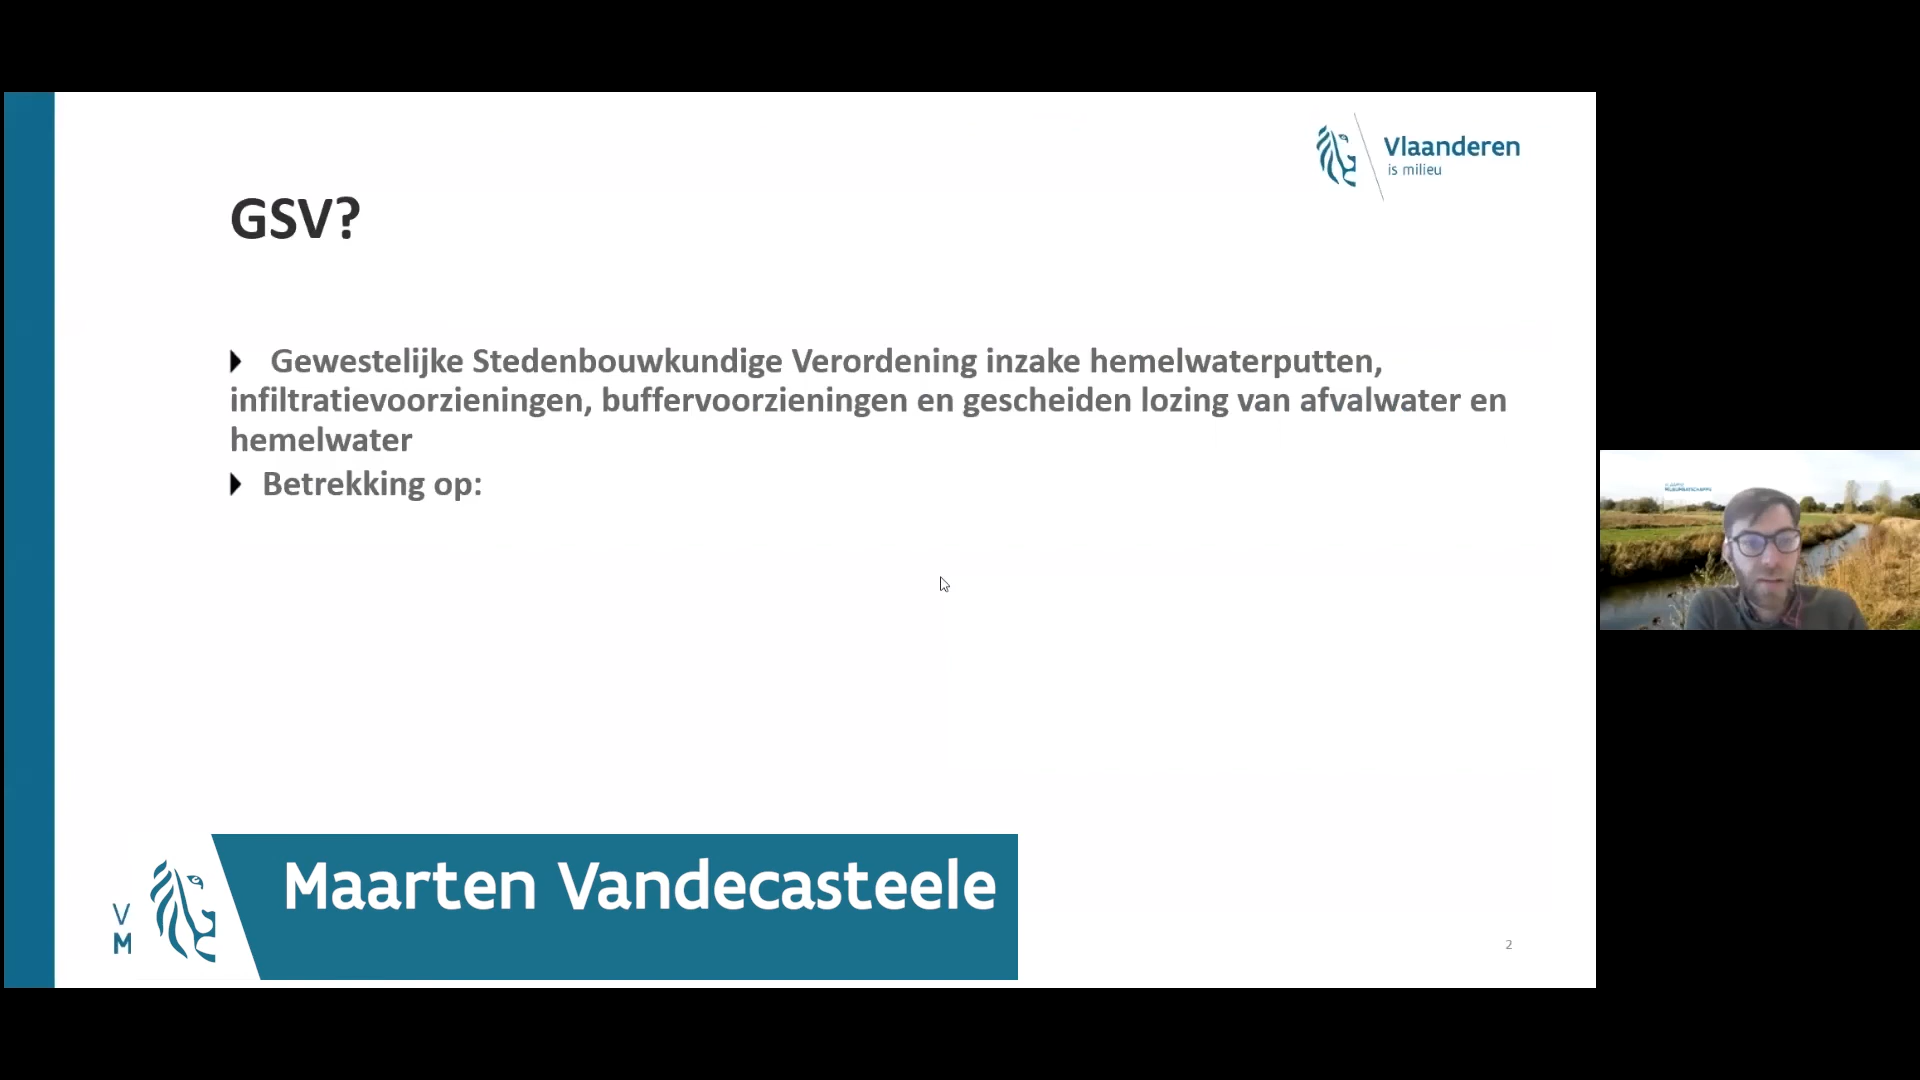 Vlaanderen
is milieu
GSV?
Gewestelijke Stedenbouwkundige Verordening inzake hemelwaterputten,
infiltratievoorzieningen, buffervoorzieningen en gescheiden lozing van afvalwater en
hemelwater
Betrekking op:
Maarten Vandecasteele
V
M
2